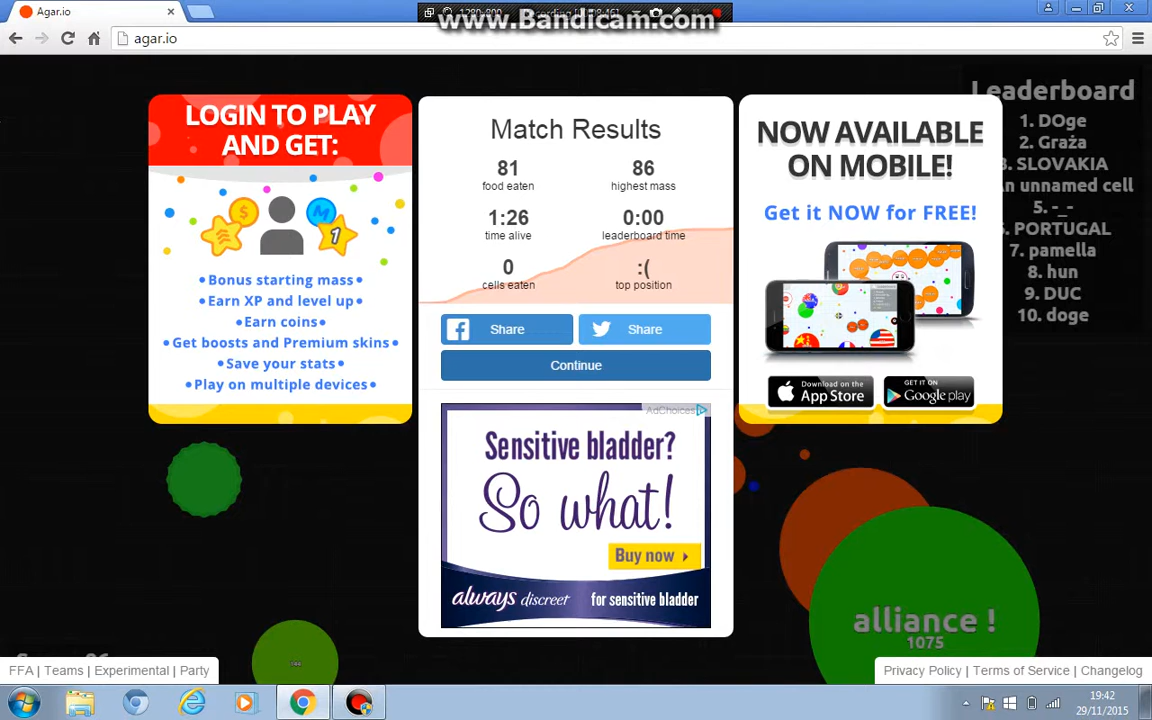 Agar.io
www.Bandicam.com
agar.io
LOGIN TO PLAY
AND GET:
•Bonus starting mass•
•Earn XP and level up•
•Earn coins•
•Get boosts and Premium skins•
•Save your stats•
•Play on multiple devices•
Match Results
81
food eaten
86
highest mass
1:26
time alive
0:00
leaderboard time
0
cells eaten
:(
top position
Share
Share
Continue
AdChoices
Sensitive bladder?
So what!
Buy now
always discreet for sensitive bladder
NOW AVAILABLE
ON MOBILE!
Get it NOW for FREE!
Download on the
App Store
GET IT ON
Google play
Leaderboard
1. DOge
2. Graża
3. SLOVAKIA
An unnamed cell
5. -_-
6. PORTUGAL
7. pamella
8. hun
9. DUC
10. doge
alliance !
1075
FFA | Teams | Experimental | Party
Privacy Policy | Terms of Service | Changelog
19:42
29/11/2015